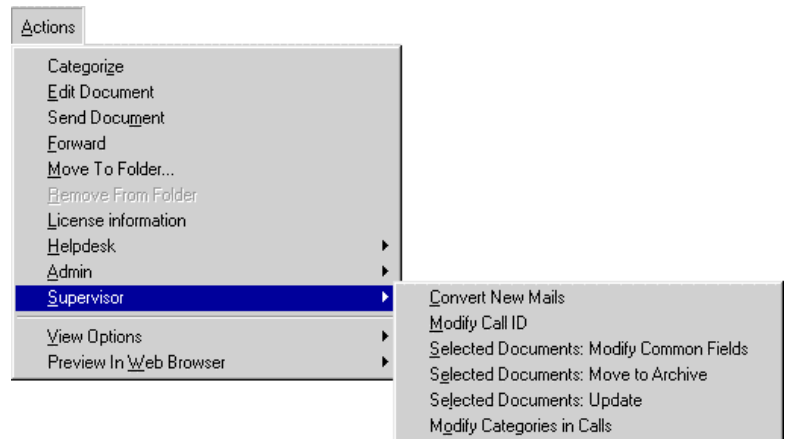 Actions
Categorize
Edit Document
Send Document
Forward
Move To Folder...
Remove From Folder
License information
Helpdesk
Admin
Supervisor
View Options
Preview In Web Browser
Convert New Mails
Modify Call ID
Selected Documents: Modify Common Fields
Selected Documents: Move to Archive
Selected Documents: Update
Modify Categories in Calls